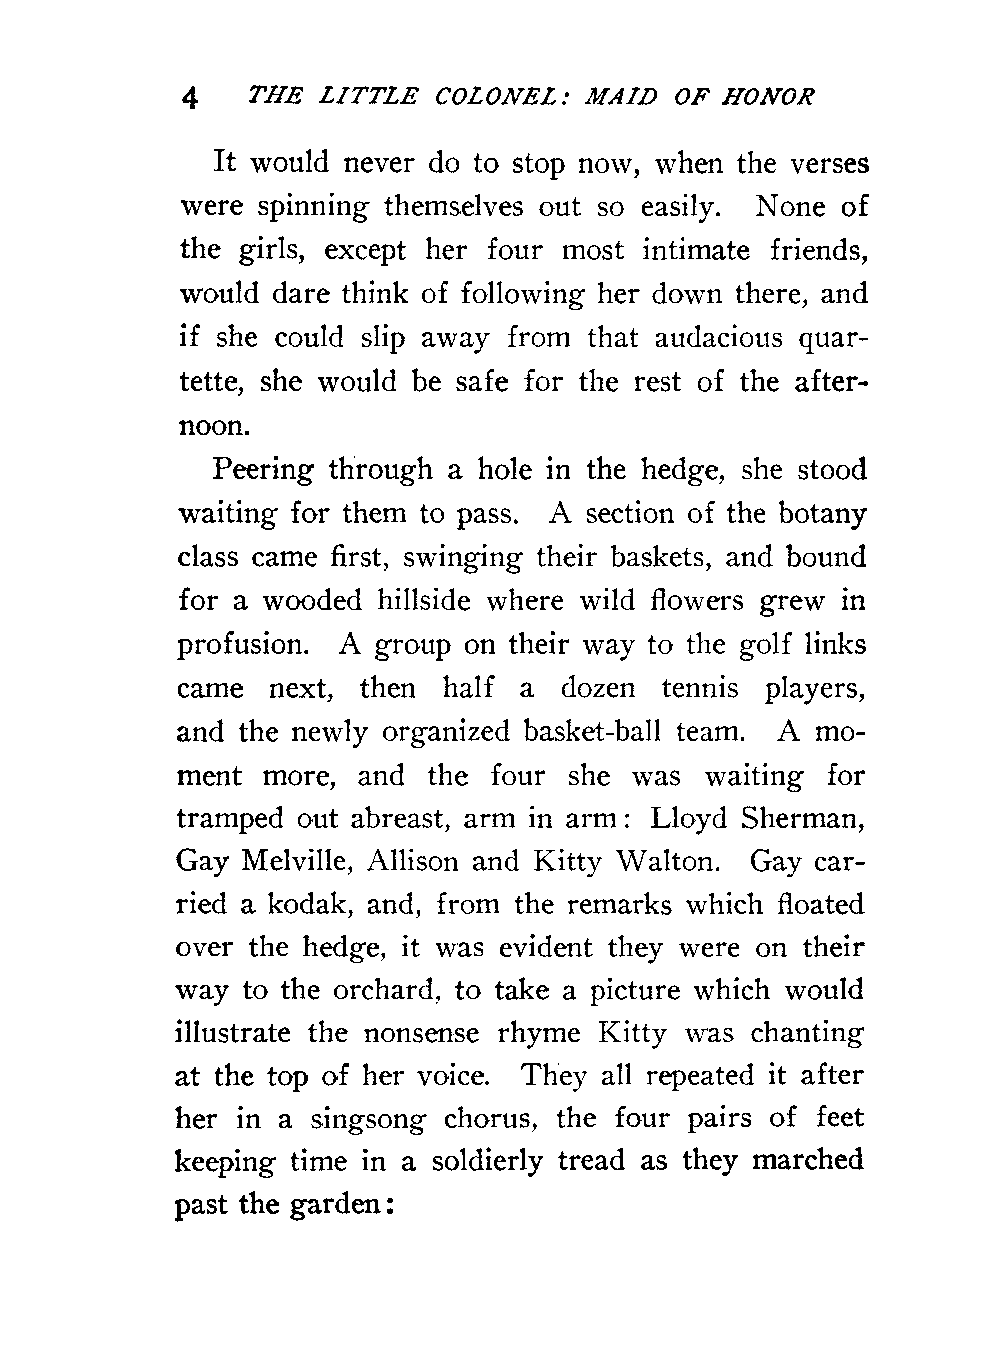 4 THE LITTLE COLONEL: MAID OF HONOR
It would never do to stop now, when the verses
were spinning themselves out so easily. None of
the girls, except her four most intimate friends,
would dare think of following her down there, and
if she could slip away from that audacious quar-
tette, she would be safe for the rest of the after-
noon.
Peering through a hole in the hedge, she stood
waiting for them to pass. A section of the botany
class came first, swinging their baskets, and bound
for a wooded hillside where wild flowers grew in
profusion. A group on their way to the golf links
came next, then half a dozen tennis players,
and the newly organized basket-ball team. A mo-
ment more, and the four she was waiting for
tramped out abreast, arm in arm: Lloyd Sherman,
Gay Melville, Allison and Kitty Walton. Gay car-
ried a kodak, and, from the remarks which floated
over the hedge, it was evident they were on their
way to the orchard, to take a picture which would
illustrate the nonsense rhyme Kitty was chanting
at the top of her voice. They all repeated it after
her in a singsong chorus, the four pairs of feet
keeping time in a soldierly tread as they marched
past the garden: